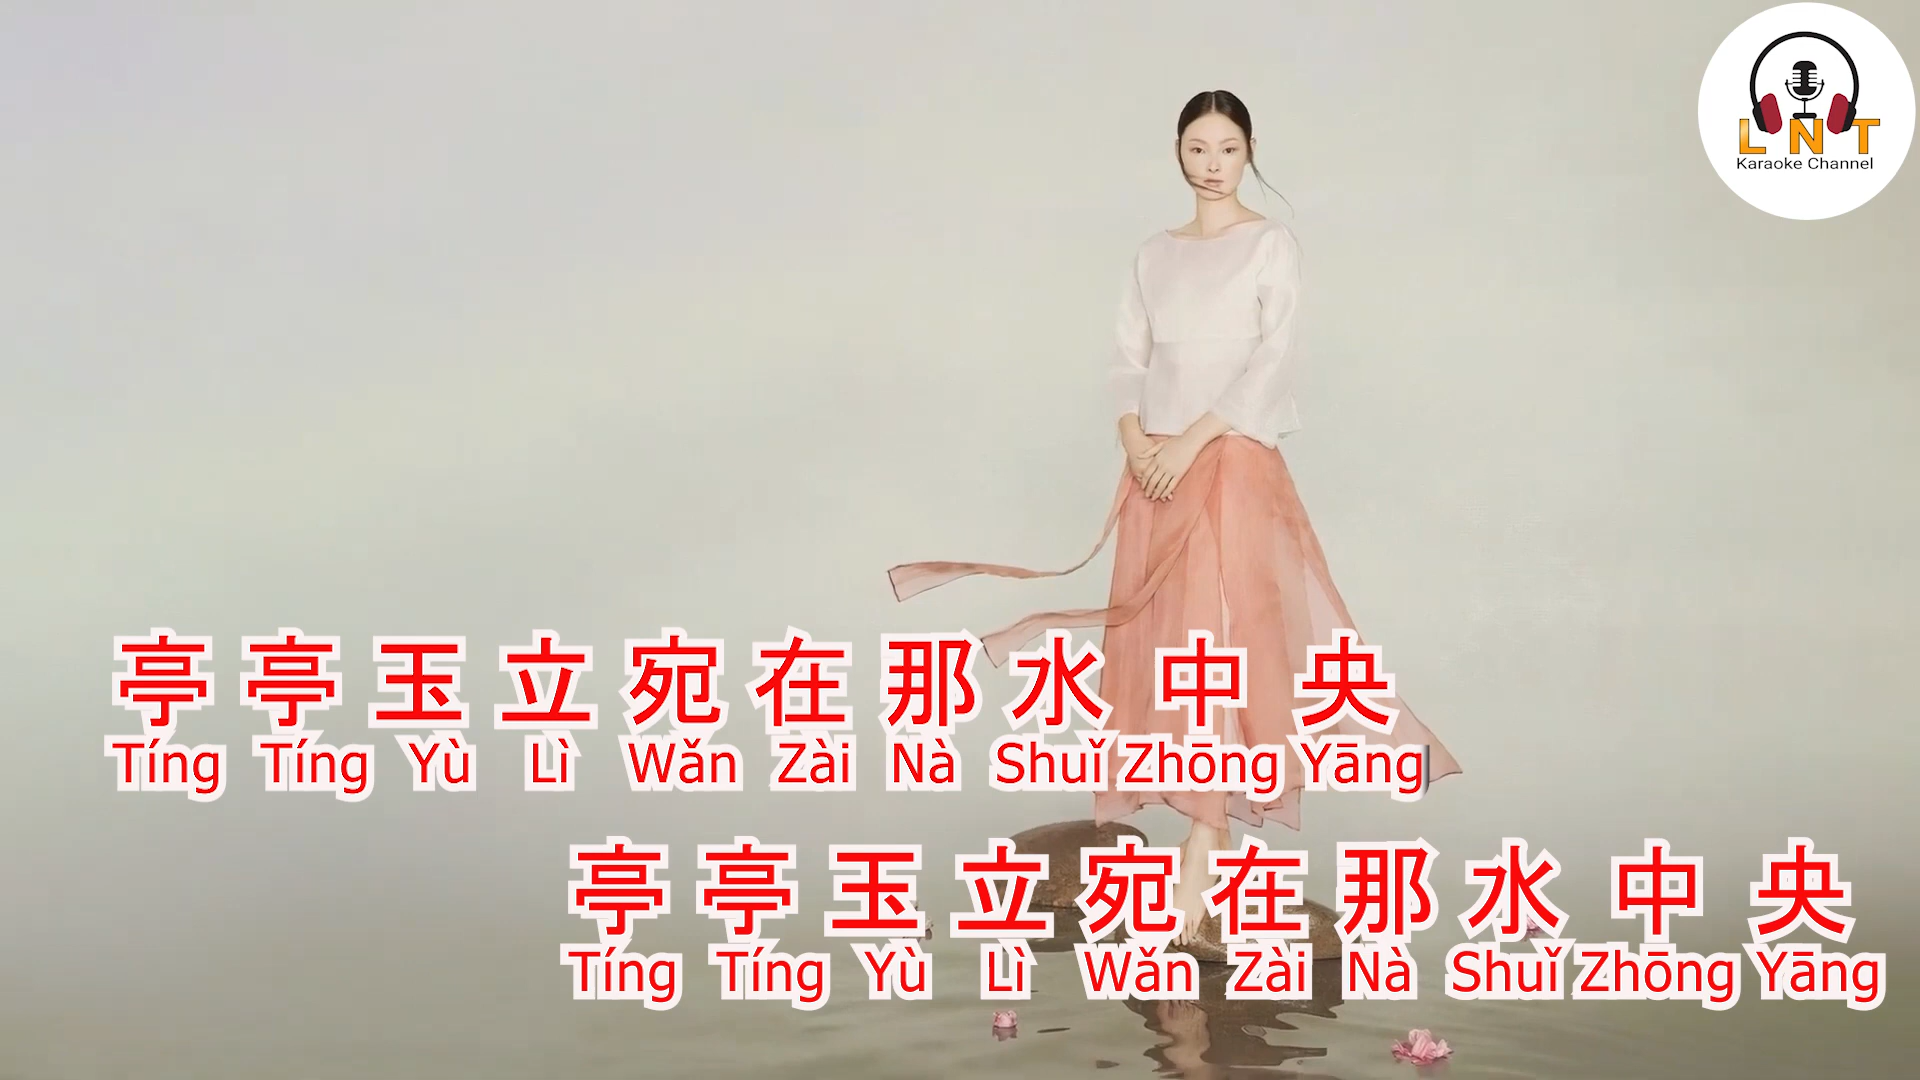 L N T
Karaoke Channel
亭 亭 玉 立 宛 在 那 水 中 央
Tíng Tíng Yù Lì Wǎn Zài Nà Shuǐ Zhōng Yāng
亭 亭 玉 立 宛 在 那 水 中 央
Tíng Tíng Yù Lì Wǎn Zài Nà Shuǐ Zhōng Yāng